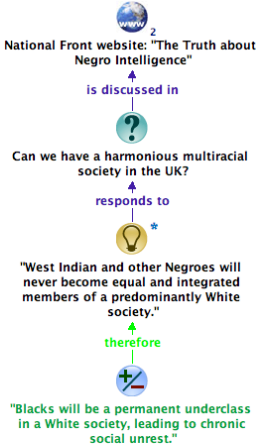 www
2
National Front website: "The Truth about
Negro Intelligence"
is discussed in
?
Can we have a harmonious multiracial
society in the UK?
responds to
*
"West Indian and other Negroes will
never become equal and integrated
members of a predominantly White
society."
therefore
+/−
"Blacks will be a permanent underclass
in a White society, leading to chronic
social unrest."